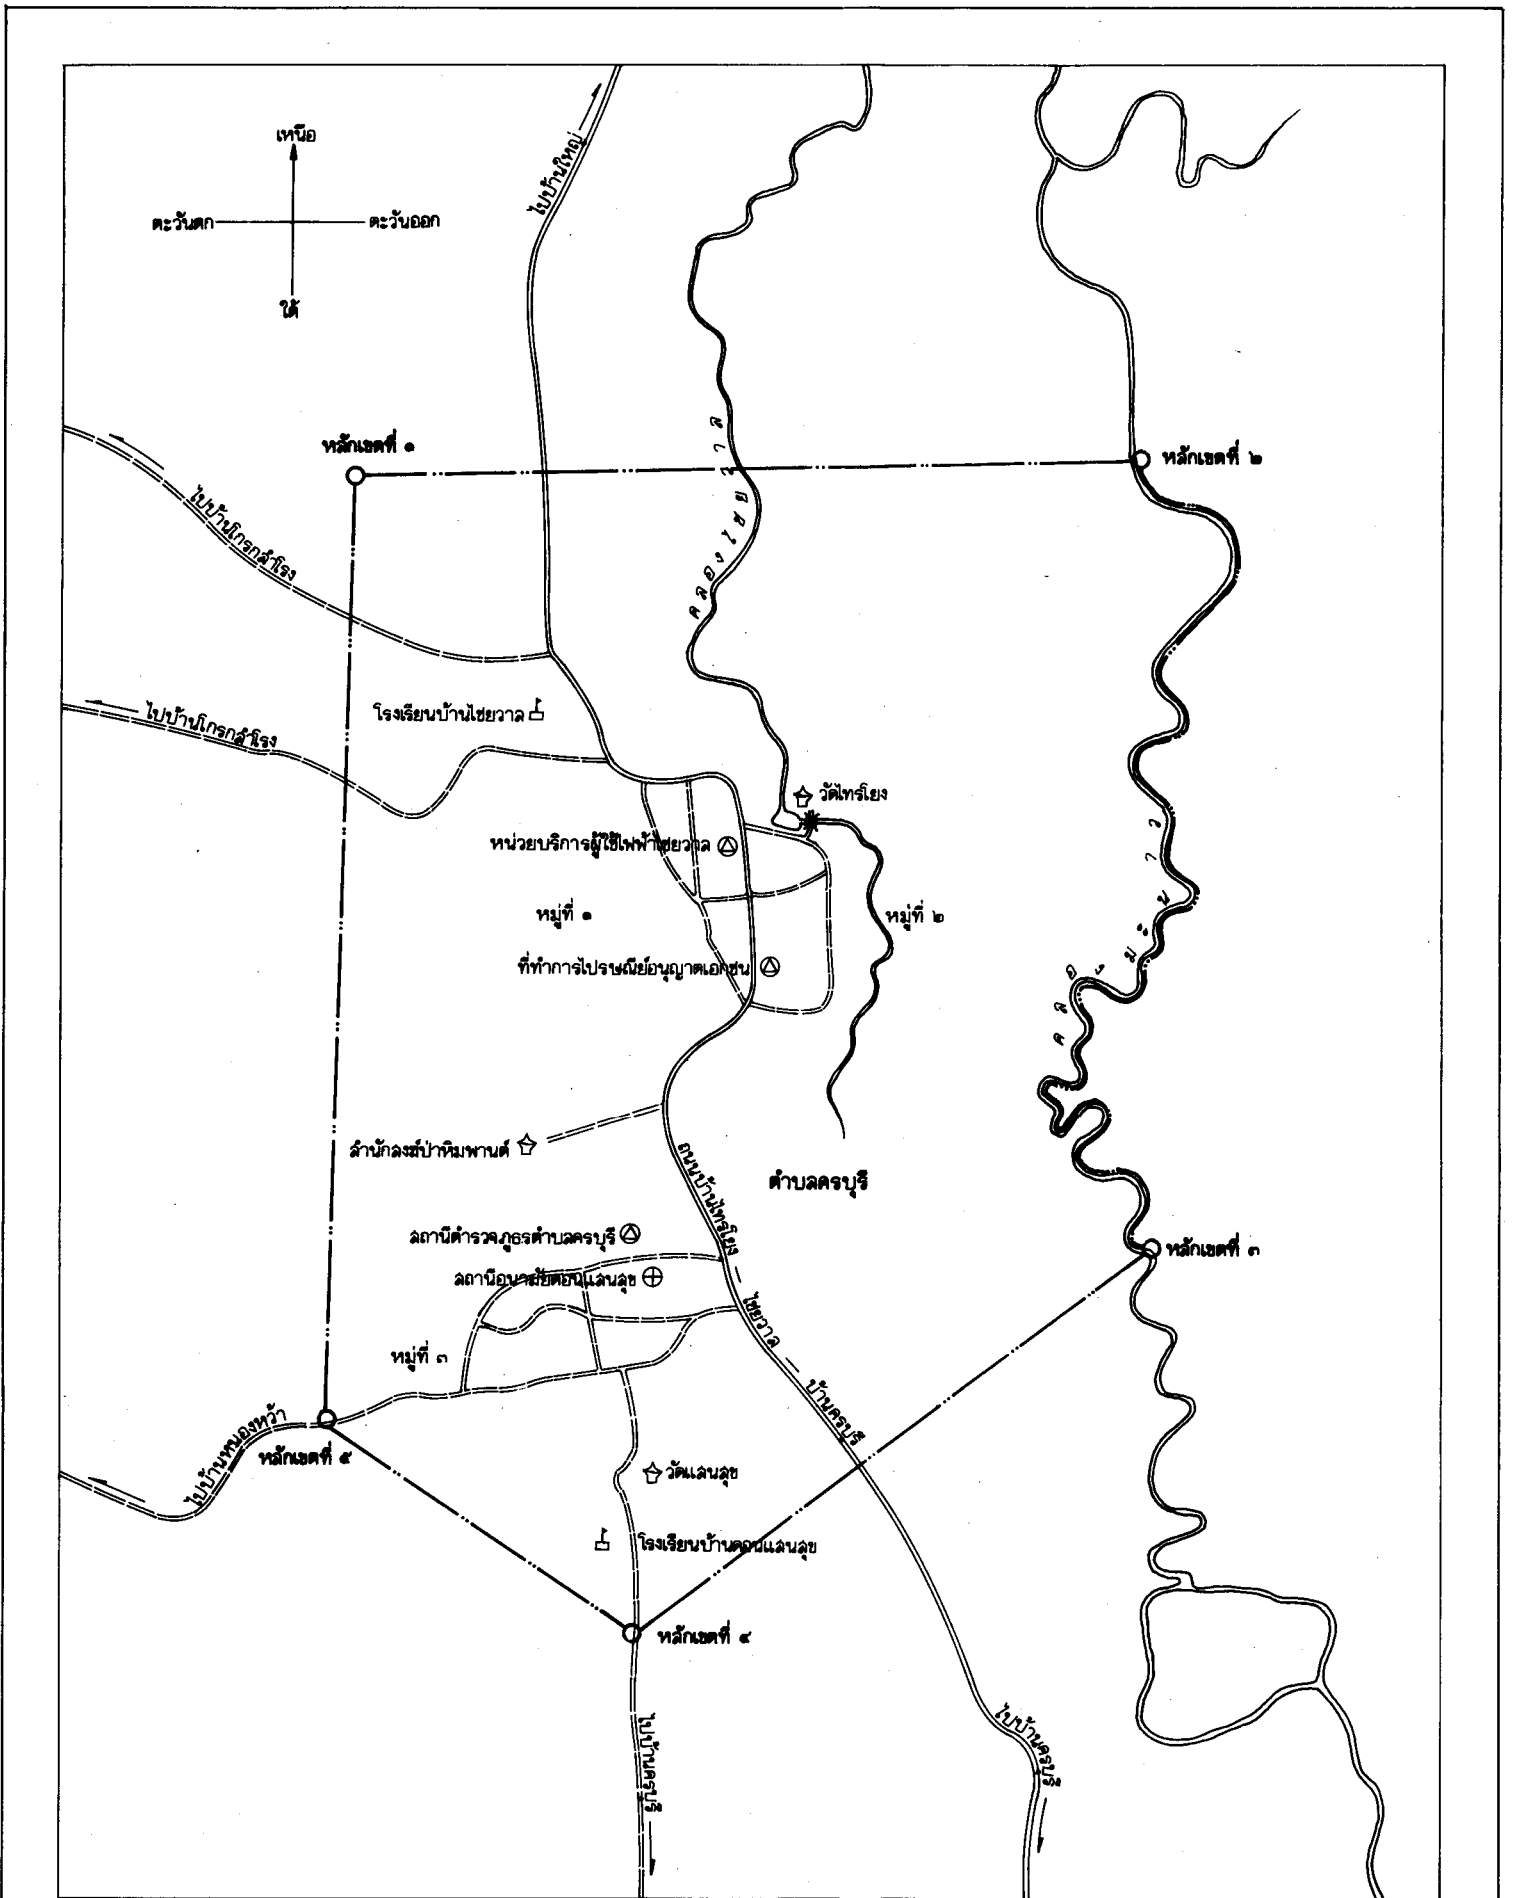 เหนือ
ตะวันตก
ตะวันออก
ใต้
ไปบ้านใหญ่
หลักเขตที่ ๑
หลักเขตที่ ๒
คลองไชยวาล
ไปบ้านโกรกสำโรง
โรงเรียนบ้านไชยวาล
ไปบ้านโกรกสำโรง
วัดไทรโยง
หน่วยบริการผู้ใช้ไฟฟ้าไชยวาล
หมู่ที่ ๑
หมู่ที่ ๒
ที่ทำการไปรษณีย์อนุญาตเอกชน
สำนักสงฆ์ป่าหิมพานต์
ตำบลครบุรี
ถนนบ้านไทรโยง — ไชยวาล — บ้านครบุรี
สถานีตำรวจภูธรตำบลครบุรี
หลักเขตที่ ๓
สถานีอนามัยดอนแสนสุข
หมู่ที่ ๓
ไปบ้านหนองหว้า
หลักเขตที่ ๕
วัดแสนสุข
โรงเรียนบ้านดอนแสนสุข
หลักเขตที่ ๔
ไปบ้านครบุรี
ไปบ้านครบุรี